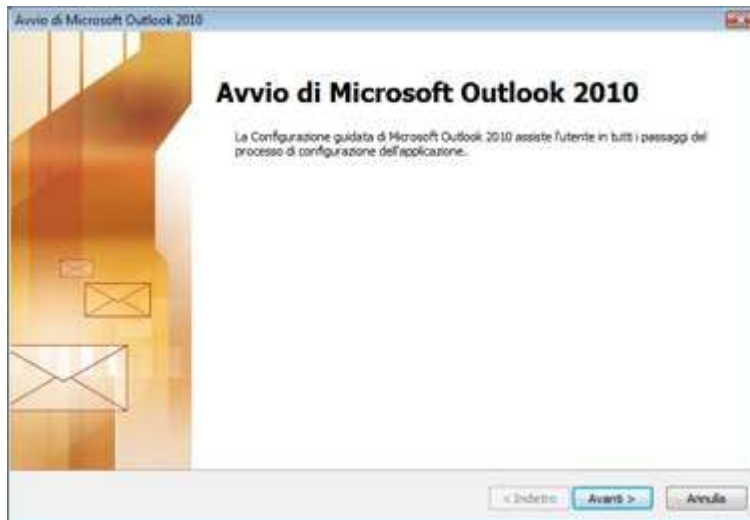 Avvio di Microsoft Outlook 2010
Avvio di Microsoft Outlook 2010
La Configurazione guidata di Microsoft Outlook 2010 assiste l'utente in tutti i passaggi del
processo di configurazione dell'applicazione.
< Indietro
Avanti >
Annulla